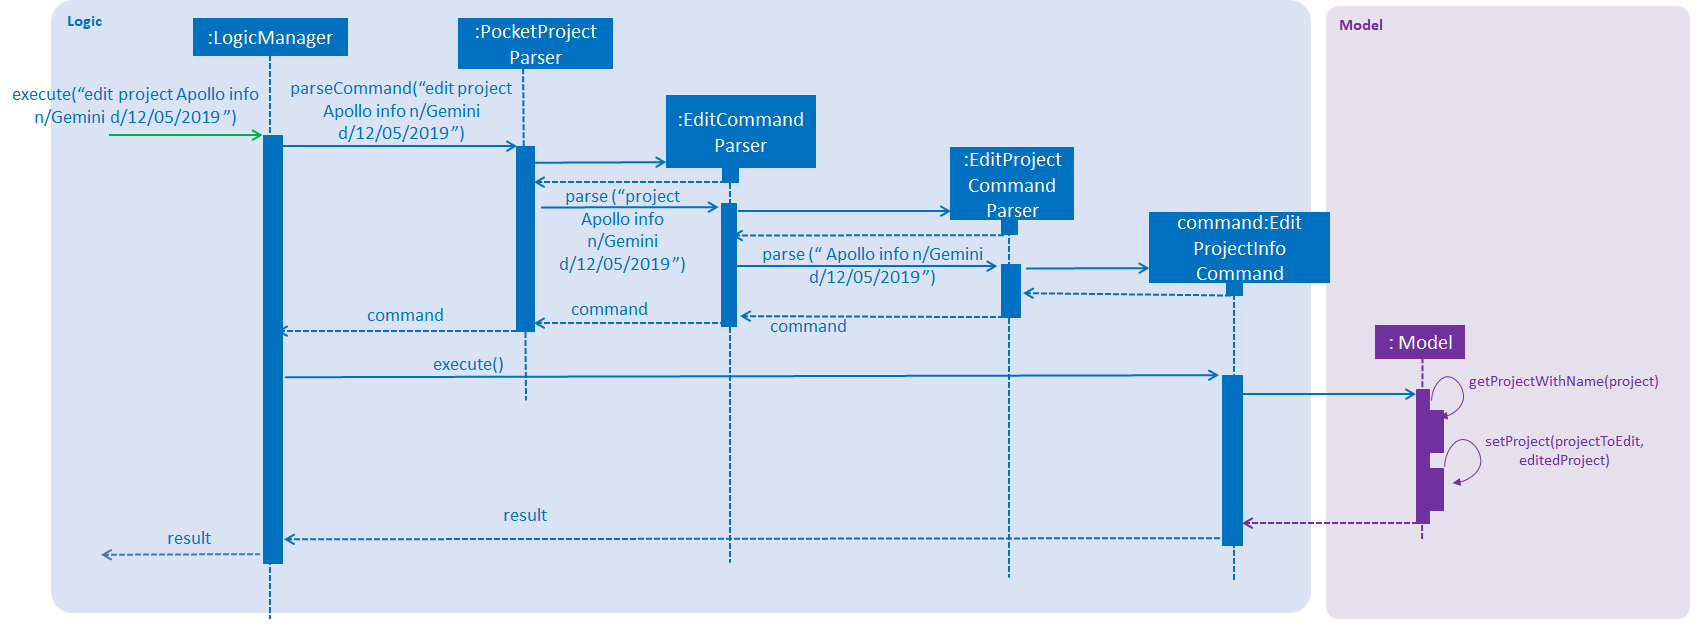 Logic
Model
:LogicManager
:PocketProject
Parser
execute(“edit project Apollo info
n/Gemini d/12/05/2019”)
parseCommand(“edit project
Apollo info n/Gemini
d/12/05/2019”)
:EditCommand
Parser
:EditProject
Command
Parser
parse (“project
Apollo info
n/Gemini
d/12/05/2019”)
command:Edit
ProjectInfo
Command
parse (“ Apollo info n/Gemini
d/12/05/2019”)
command
command
command
: Model
execute()
getProjectWithName(project)
setProject(projectToEdit,
editedProject)
result
result